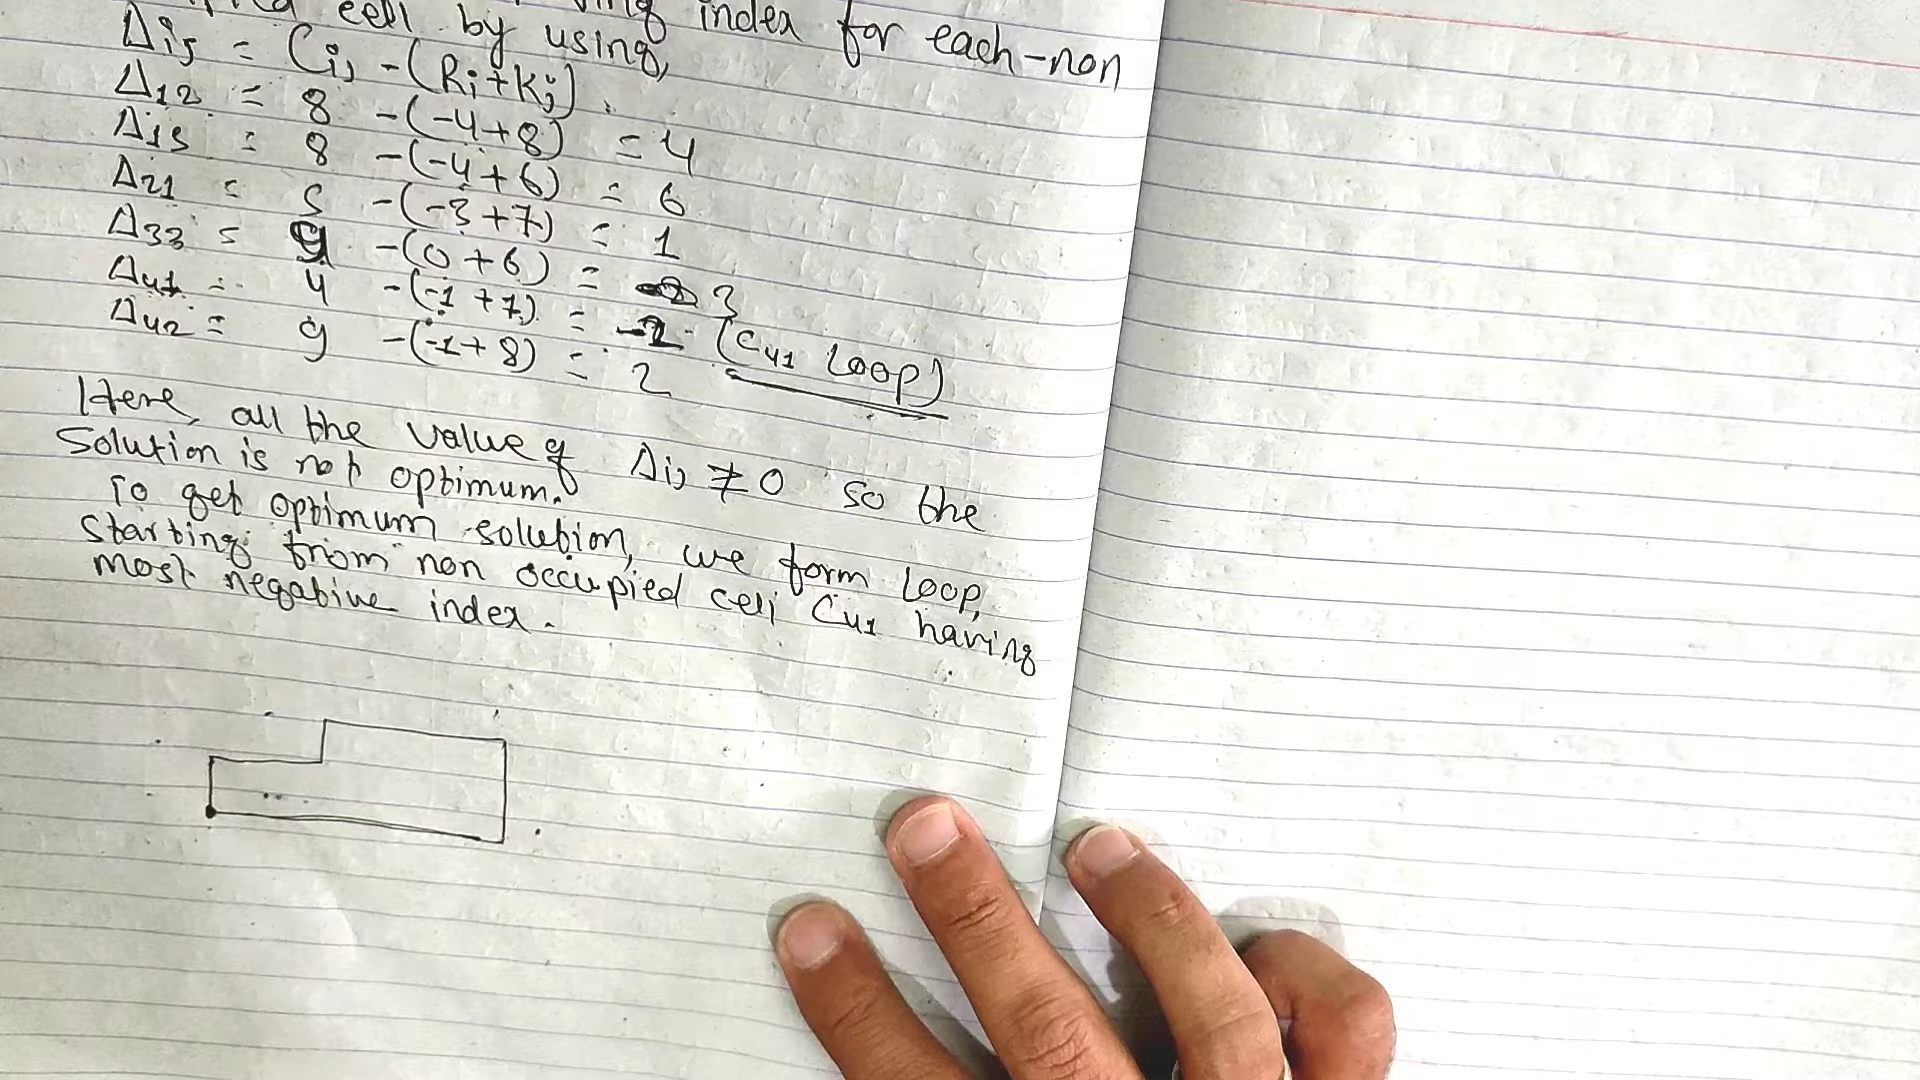 cell by using index for each-non
Δij = Cij - (Ri+Kj).
Δ12 = 8 -(-4+8) = 4
Δ13 = 8 -(-4+6) = 6
Δ21 = 5 -(-3+7) = 1
Δ33 = 9 -(0+6) = 3
Δ41 = 4 -(-1+7) = -2 (C41 Loop)
Δ42 = 9 -(-1+8) = 2
Here, all the value of Δij ≠ 0 so the
Solution is not optimum.
To get optimum solution, we form Loop,
starting from non occupied cell C41 having
most negative index.